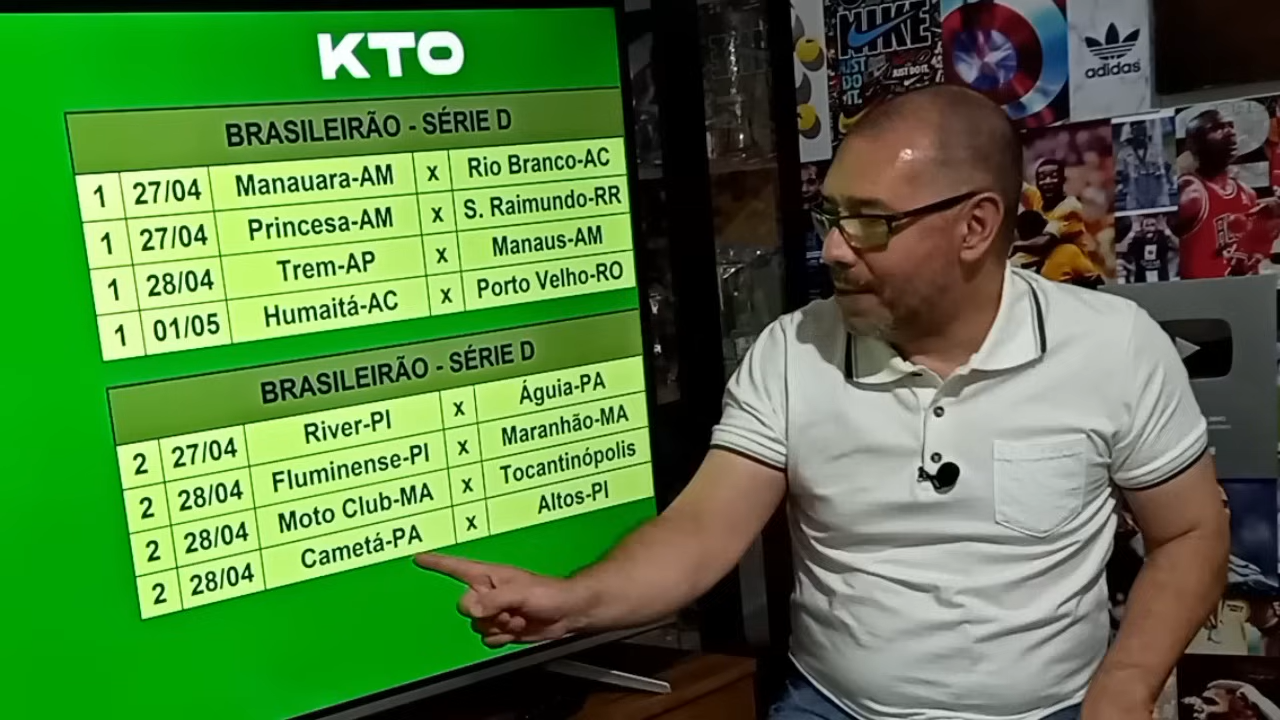 KTO
BRASILEIRÃO - SÉRIE D
1 27/04 Manauara-AM x Rio Branco-AC
1 27/04 Princesa-AM x S. Raimundo-RR
1 28/04 Trem-AP x Manaus-AM
1 01/05 Humaitá-AC x Porto Velho-RO
BRASILEIRÃO - SÉRIE D
2 27/04 River-PI x Águia-PA
2 28/04 Fluminense-PI x Maranhão-MA
2 28/04 Moto Club-MA x Tocantinópolis
2 28/04 Cametá-PA x Altos-PI
NIKE
JUST DO IT.
JUST DO IT.
adidas